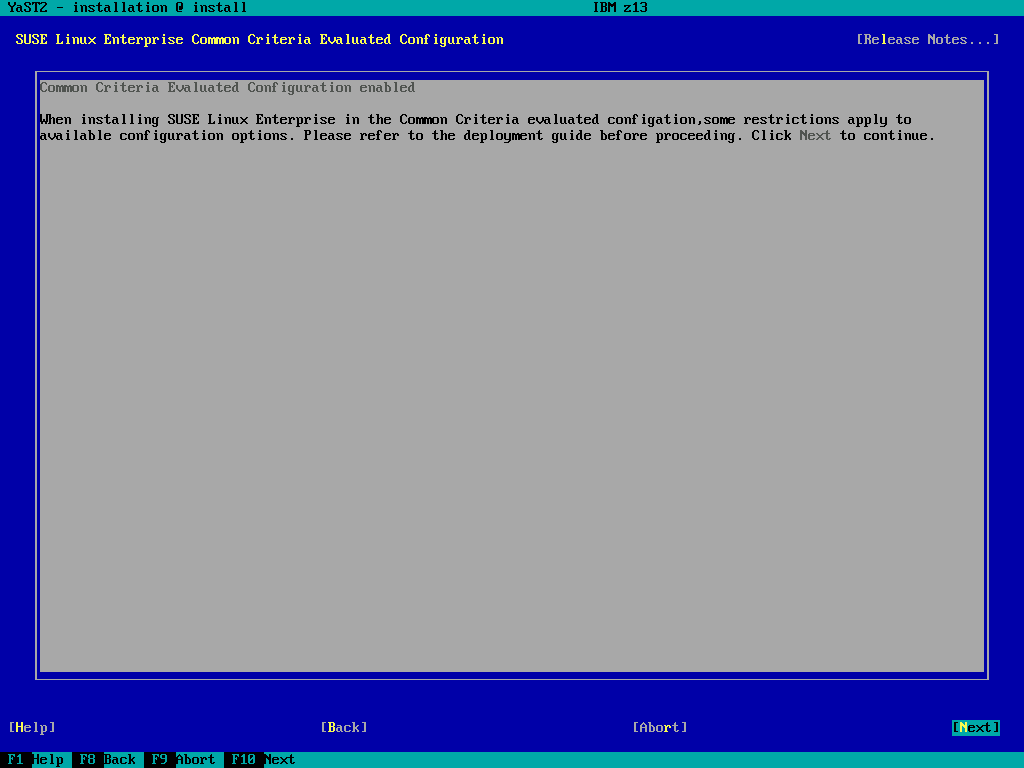 YaST2 - installation @ install IBM z13
SUSE Linux Enterprise Common Criteria Evaluated Configuration [Release Notes...]
Common Criteria Evaluated Configuration enabled
When installing SUSE Linux Enterprise in the Common Criteria evaluated configation,some restrictions apply to
available configuration options. Please refer to the deployment guide before proceeding. Click Next to continue.
[Help] [Back] [Abort] [Next]
F1 Help F8 Back F9 Abort F10 Next